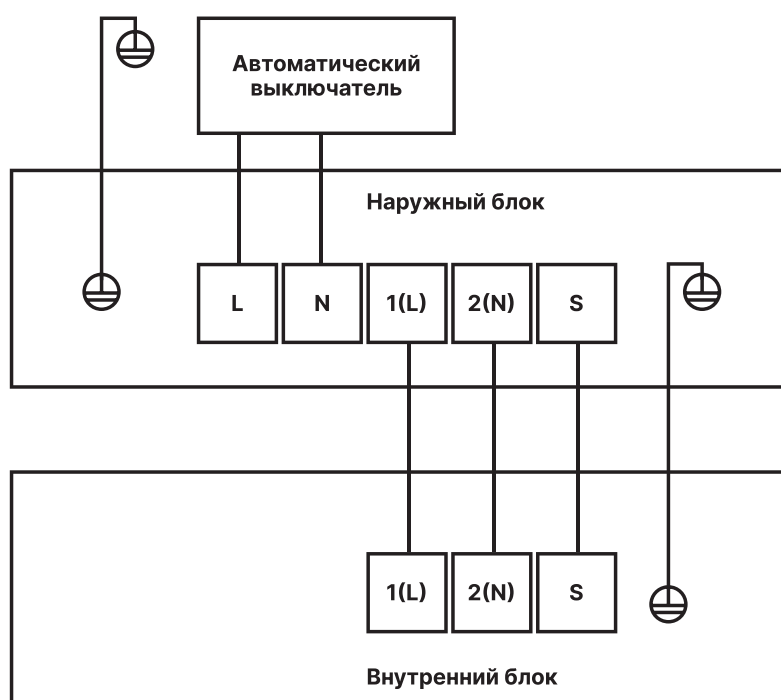 Автоматический
выключатель
Наружный блок
L N 1(L) 2(N) S
1(L) 2(N) S
Внутренний блок